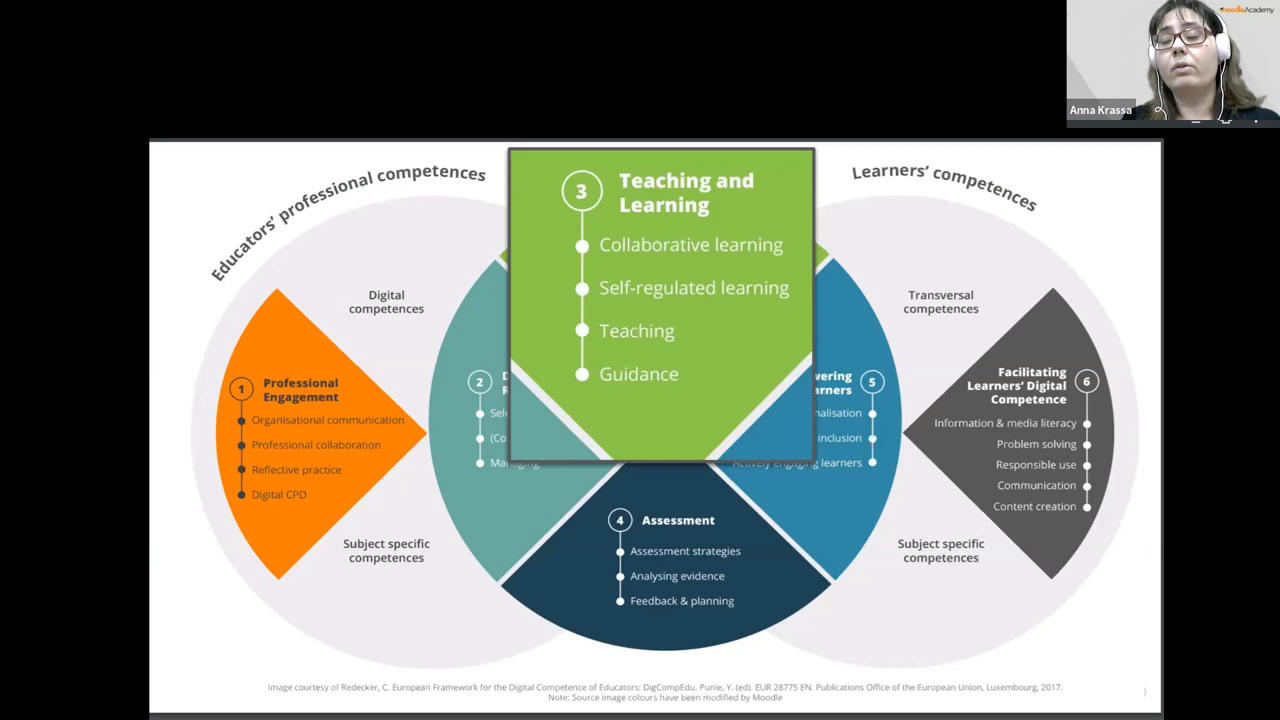 moodleAcademy
Anna Krassa
Educators' professional competences
Learners' competences
3
Teaching and
Learning
Collaborative learning
Self-regulated learning
Teaching
Guidance
Digital
competences
Transversal
competences
1
Professional
Engagement
Organisational communication
Professional collaboration
Reflective practice
Digital CPD
2
Managing
5
inclusion
Actively engaging learners
Facilitating
Learners' Digital
Competence
6
Information & media literacy
Problem solving
Responsible use
Communication
Content creation
Subject specific
competences
4
Assessment
Assessment strategies
Analysing evidence
Feedback & planning
Subject specific
competences
Image courtesy of Redecker, C. European Framework for the Digital Competence of Educators: DigCompEdu. Punie, Y. (ed). EUR 28775 EN. Publications Office of the European Union, Luxembourg, 2017.
Note: Source image colours have been modified by Moodle